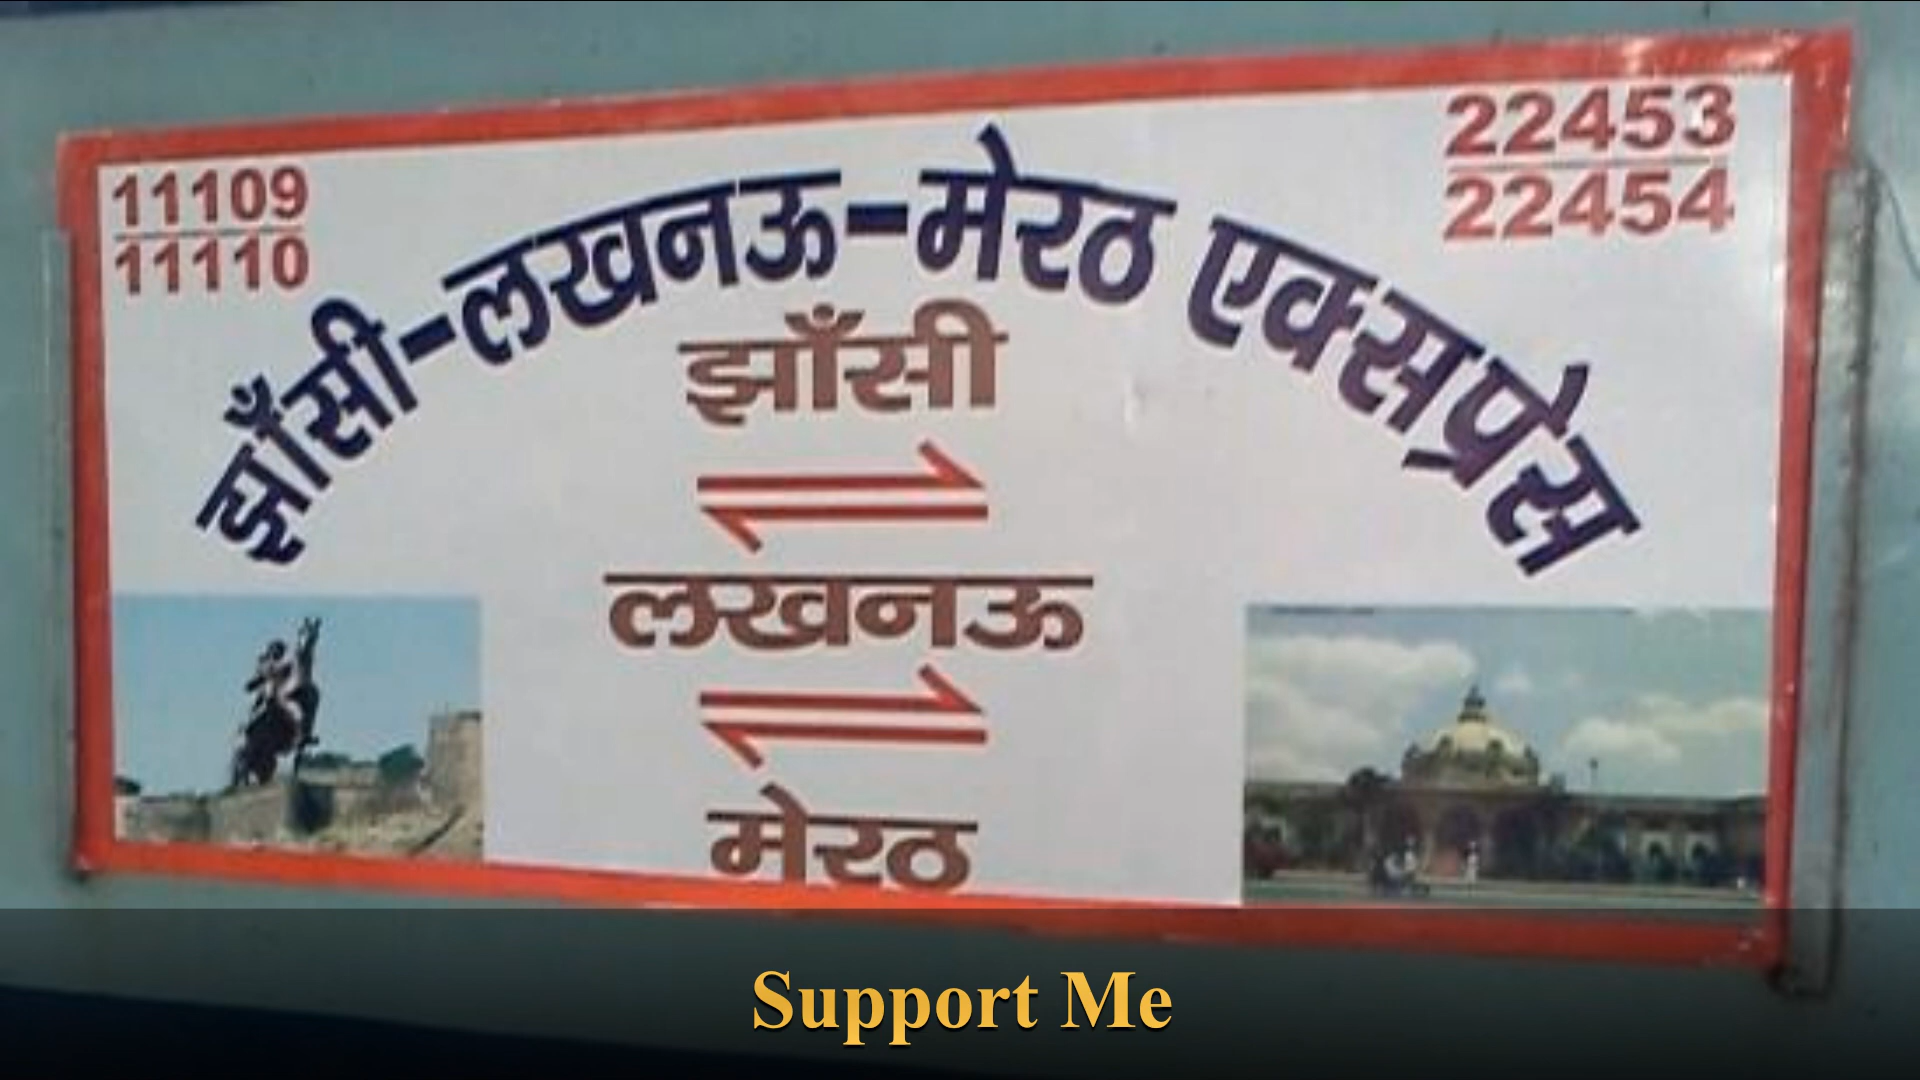 11109
11110
22453
22454
झाँसी-लखनऊ-मेरठ एक्सप्रेस
झाँसी
लखनऊ
मेरठ
Support Me